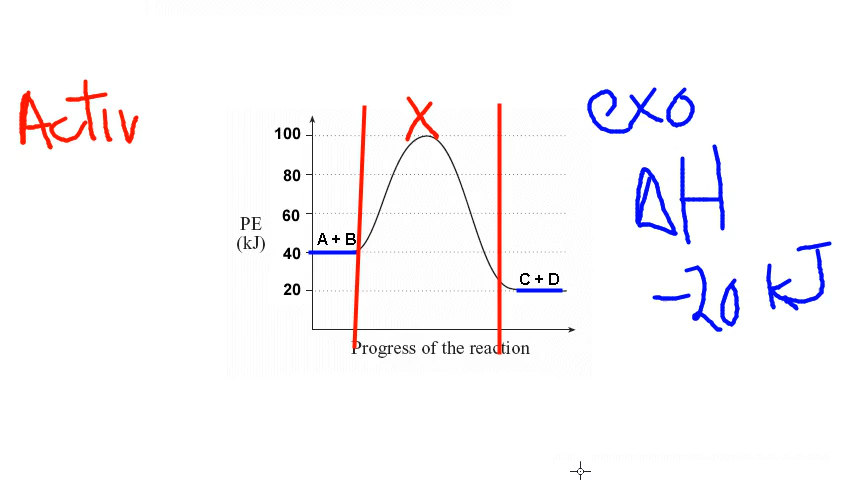 Activ
X
exo
ΔH
-20 kJ
100
80
60
40
20
PE
(kJ)
A + B
C + D
Progress of the reaction